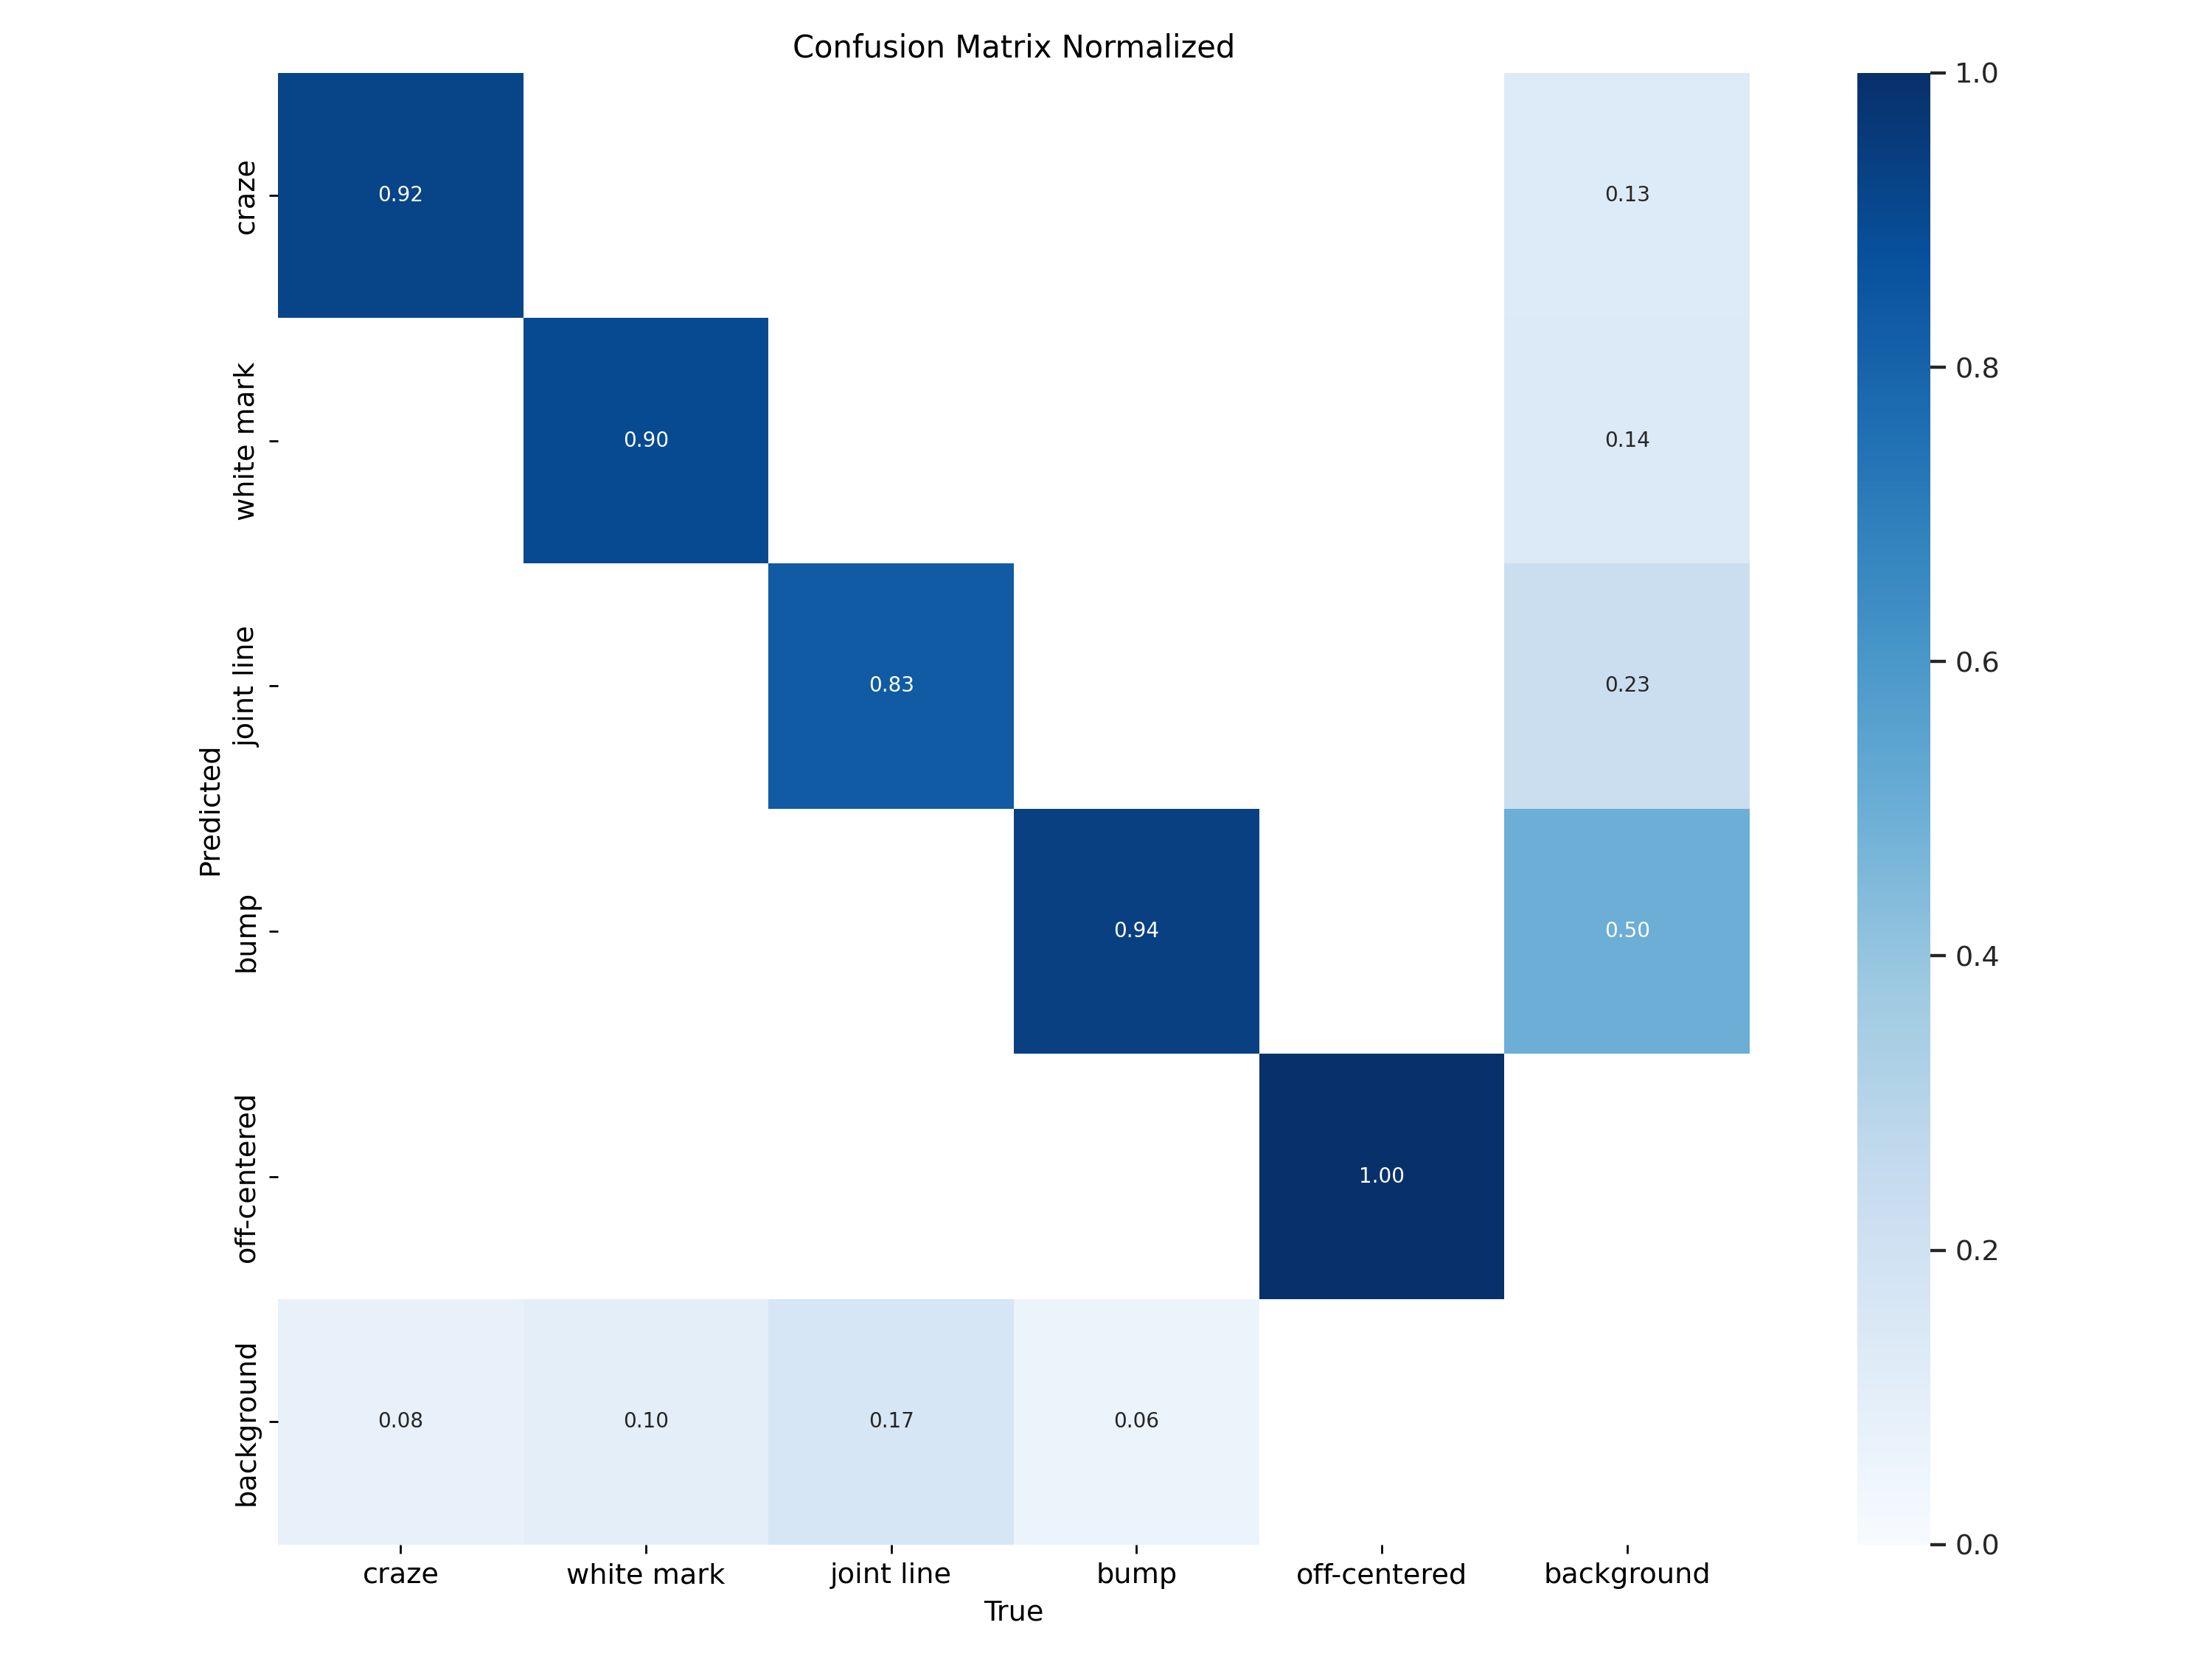 Confusion Matrix Normalized
craze
0.92
0.13
white mark
0.90
0.14
joint line
0.83
0.23
Predicted
bump
0.94
0.50
off-centered
1.00
background
0.08
0.10
0.17
0.06
craze
white mark
joint line
bump
off-centered
background
True
1.0
0.8
0.6
0.4
0.2
0.0